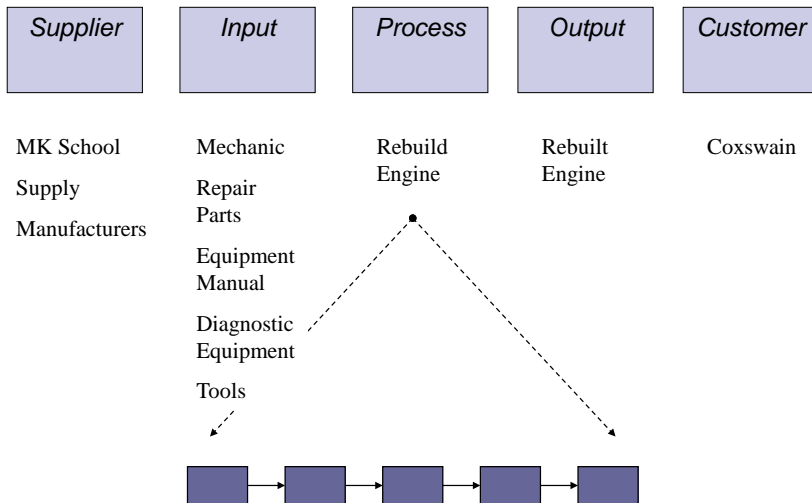 Supplier
Input
Process
Output
Customer
MK School
Supply
Manufacturers
Mechanic
Repair
Parts
Equipment
Manual
Diagnostic
Equipment
Tools
Rebuild
Engine
Rebuilt
Engine
Coxswain